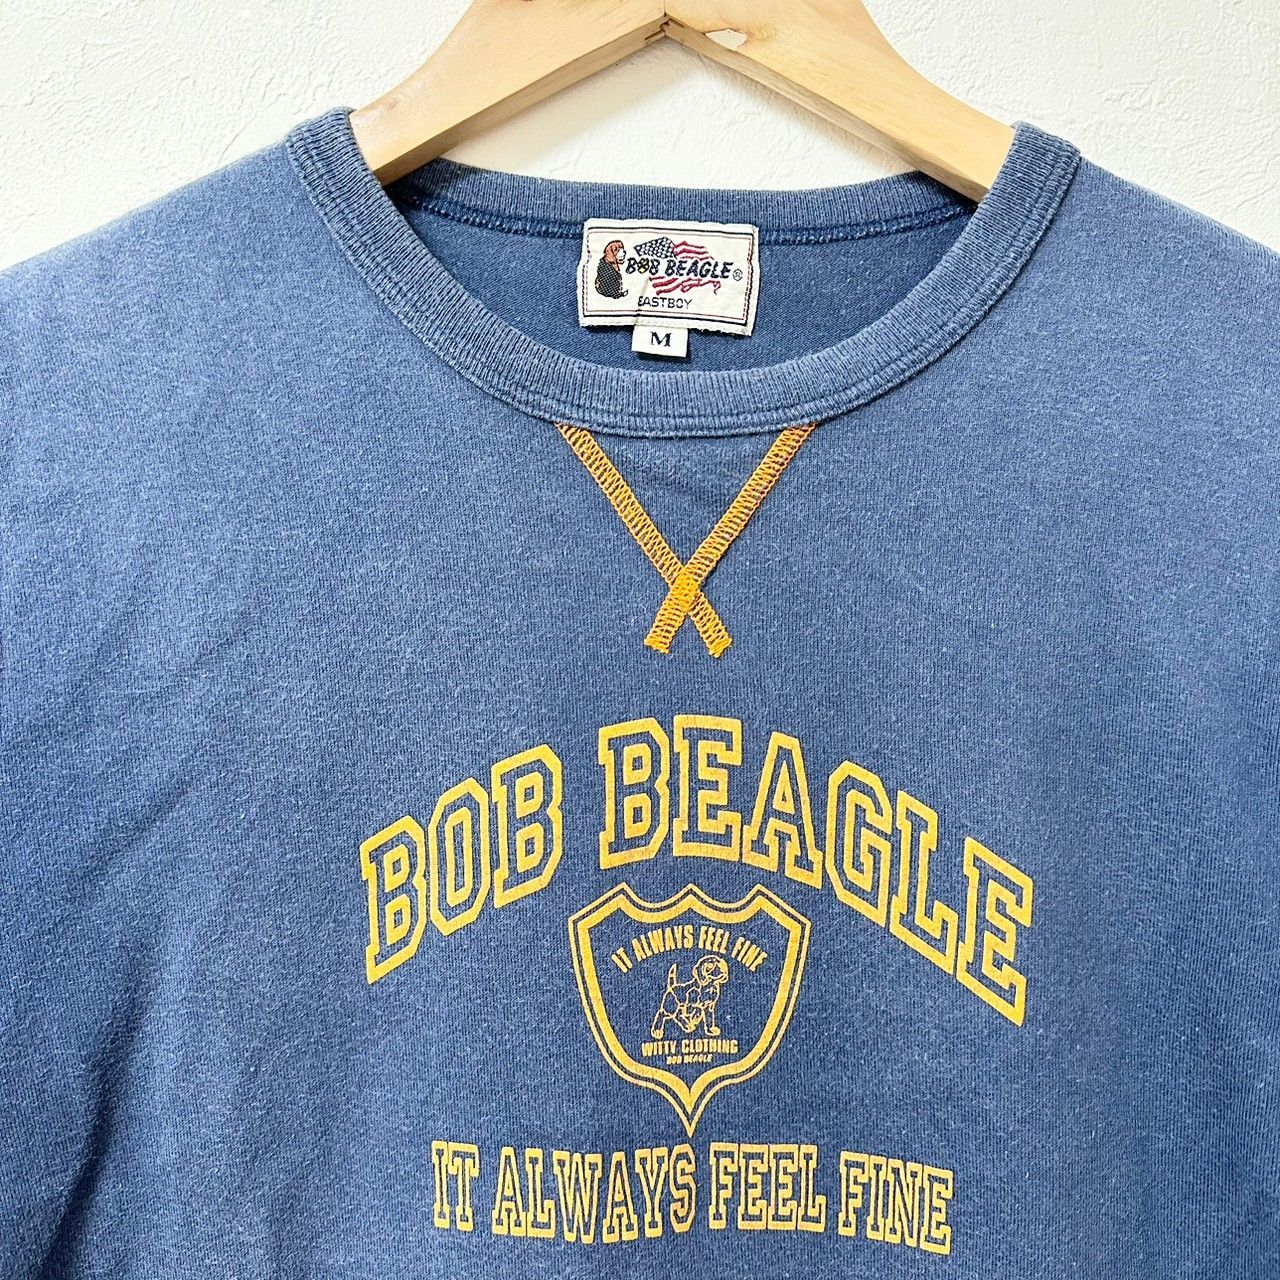 BOB BEAGLE®
EASTBOY
M
BOB BEAGLE
IT ALWAYS FEEL FINE
WITTY CLOTHING
BOB BEAGLE
IT ALWAYS FEEL FINE